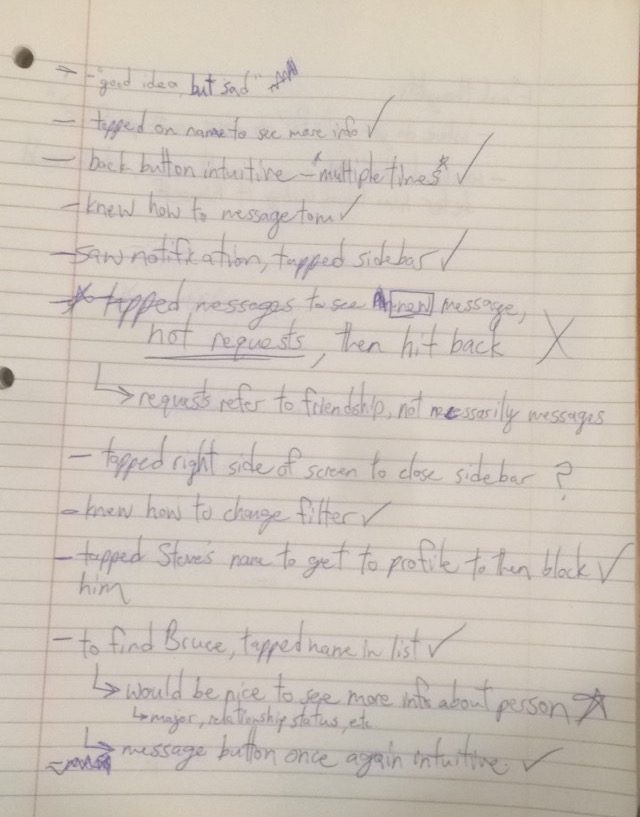 - "good idea, but sad"
- tapped on name to see more info ✓
- back button intuitive - *multiple times* ✓
- knew how to message tom ✓
- saw notification, tapped sidebar ✓
- tapped messages to see new message,
not requests, then hit back X
↳ requests refer to friendship, not necessarily messages
- tapped right side of screen to close sidebar ?
- knew how to change filter ✓
- tapped Steve's name to get to profile to then block ✓
him
- to find Bruce, tapped name in list ✓
↳ would be nice to see more info about person ☆
↳ major, relationship status, etc
↳ message button once again intuitive. ✓